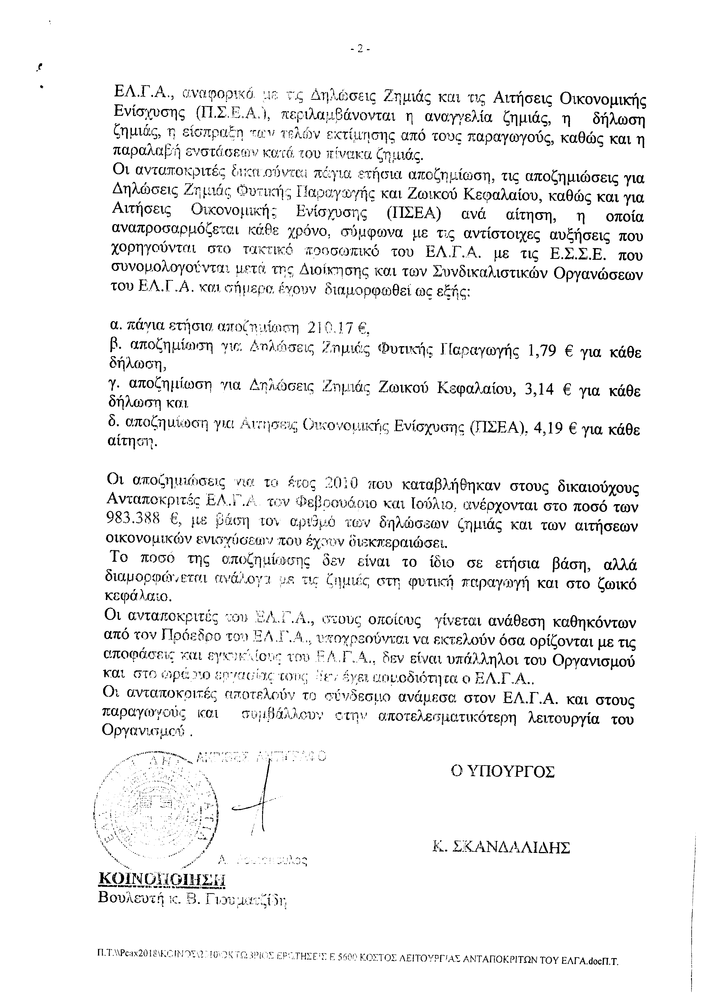 - 2 -
ΕΛ.Γ.Α., αναφορικά με τις Δηλώσεις Ζημιάς και τις Αιτήσεις Οικονομικής
Ενίσχυσης (Π.Σ.Ε.Α.), περιλαμβάνονται η αναγγελία ζημιάς, η δήλωση
ζημιάς, η είσπραξη των τελών εκτίμησης από τους παραγωγούς, καθώς και η
παραλαβή ενστάσεων κατά του πίνακα ζημιάς.
Οι ανταποκριτές δικαιούνται πάγια ετήσια αποζημίωση, τις αποζημιώσεις για
Δηλώσεις Ζημιάς Φυτικής Παραγωγής και Ζωικού Κεφαλαίου, καθώς και για
Αιτήσεις Οικονομικής Ενίσχυσης (ΠΣΕΑ) ανά αίτηση, η οποία
αναπροσαρμόζεται κάθε χρόνο, σύμφωνα με τις αντίστοιχες αυξήσεις που
χορηγούνται στο τακτικό προσωπικό του ΕΛ.Γ.Α. με τις Ε.Σ.Σ.Ε. που
συνομολογούνται μετά της Διοίκησης και των Συνδικαλιστικών Οργανώσεων
του ΕΛ.Γ.Α. και σήμερα έχουν διαμορφωθεί ως εξής:
α. πάγια ετήσια αποζημίωση 210.17 €,
β. αποζημίωση για Δηλώσεις Ζημιάς Φυτικής Παραγωγής 1,79 € για κάθε
δήλωση,
γ. αποζημίωση για Δηλώσεις Ζημιάς Ζωικού Κεφαλαίου, 3,14 € για κάθε
δήλωση και
δ. αποζημίωση για Αιτήσεις Οικονομικής Ενίσχυσης (ΠΣΕΑ), 4,19 € για κάθε
αίτηση.
Οι αποζημιώσεις για το έτος 2010 που καταβλήθηκαν στους δικαιούχους
Ανταποκριτές ΕΛ.Γ.Α. τον Φεβρουάριο και Ιούλιο, ανέρχονται στο ποσό των
983.388 €, με βάση τον αριθμό των δηλώσεων ζημιάς και των αιτήσεων
οικονομικών ενισχύσεων που έχουν διεκπεραιώσει.
Το ποσό της αποζημίωσης δεν είναι το ίδιο σε ετήσια βάση, αλλά
διαμορφώνεται ανάλογα με τις ζημιές στη φυτική παραγωγή και στο ζωικό
κεφάλαιο.
Οι ανταποκριτές του ΕΛ.Γ.Α., στους οποίους γίνεται ανάθεση καθηκόντων
από τον Πρόεδρο του ΕΛ.Γ.Α., υποχρεούνται να εκτελούν όσα ορίζονται με τις
αποφάσεις και εγκυκλίους του ΕΛ.Γ.Α., δεν είναι υπάλληλοι του Οργανισμού
και στο ωράριο εργασίας τους δεν έχει αρμοδιότητα ο ΕΛ.Γ.Α..
Οι ανταποκριτές αποτελούν το σύνδεσμο ανάμεσα στον ΕΛ.Γ.Α. και στους
παραγωγούς και συμβάλλουν στην αποτελεσματικότερη λειτουργία του
Οργανισμού .
ΑΚΡΙΒΕΣ ΑΝΤΙΓΡΑΦΟ
Ο ΥΠΟΥΡΓΟΣ
Κ. ΣΚΑΝΔΑΛΙΔΗΣ
ΚΟΙΝΟΠΟΙΗΣΗ
Βουλευτή κ. Β. Γιουματζίδη
Π.Τ.\\Pcax2018\ΚΟΙΝΟΣ\2010\ΟΚΤΩΒΡΙΟΣ ΕΡΩΤΗΣΕΙΣ Ε 5600 ΚΟΣΤΟΣ ΛΕΙΤΟΥΡΓΙΑΣ ΑΝΤΑΠΟΚΡΙΤΩΝ ΤΟΥ ΕΛΓΑ.docΠ.Τ.